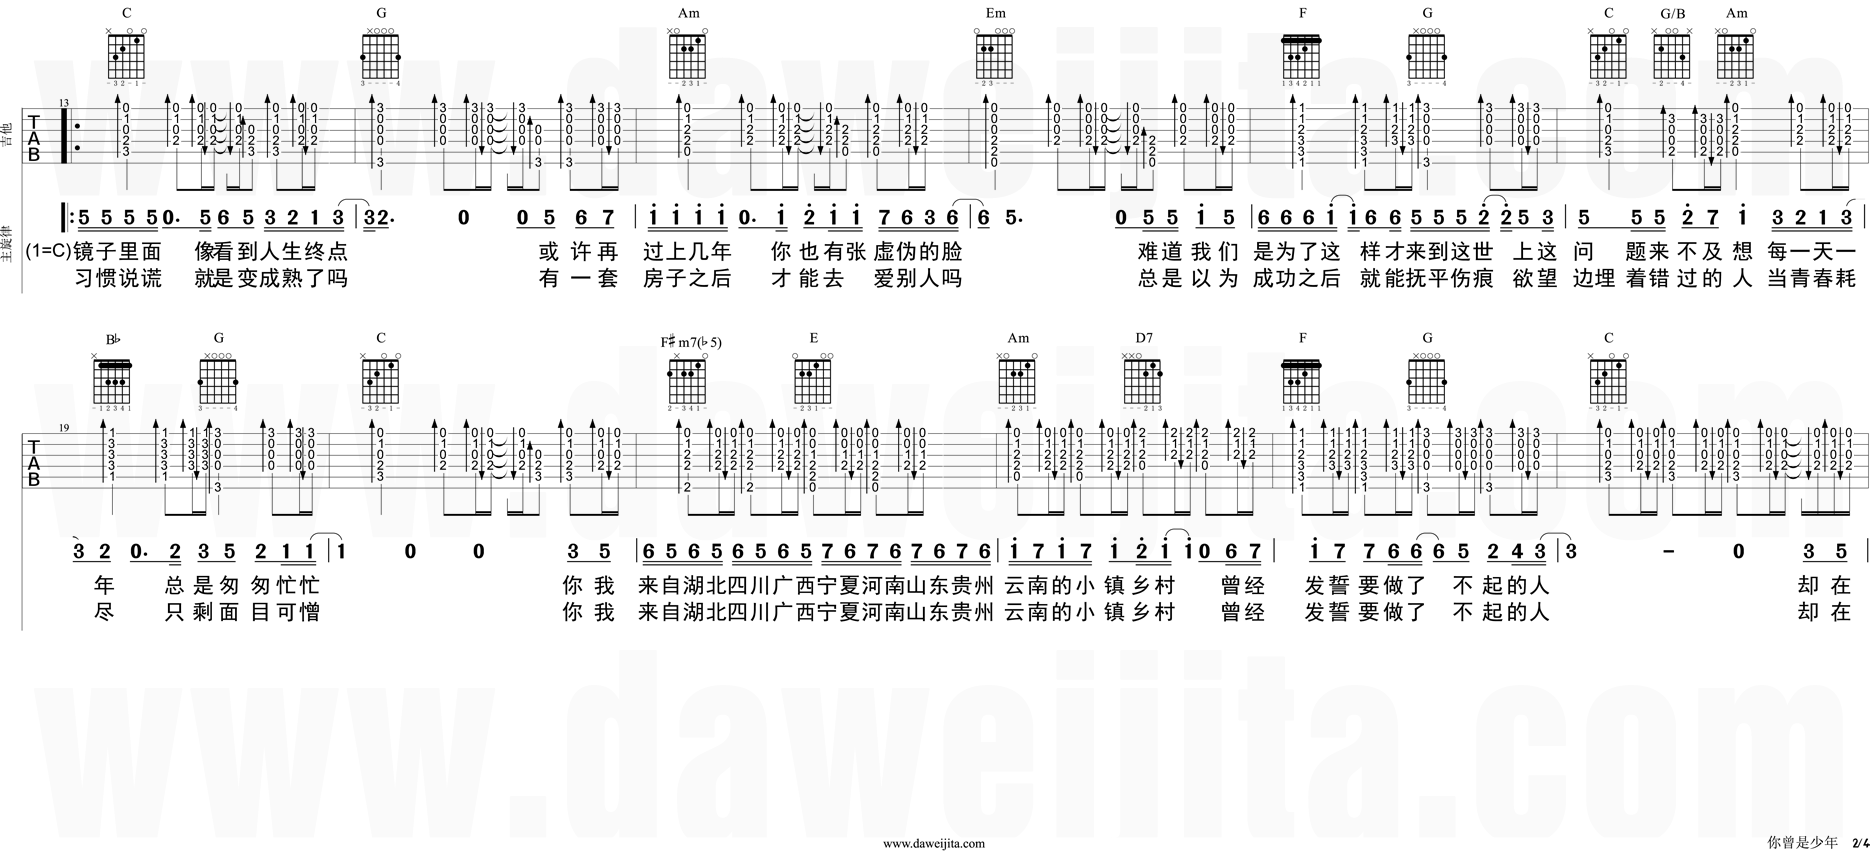 C G Am Em F G C G/B Am
吉他
13
TAB
主旋律
5 5 5 5 0. 5 6 5 3 2 1 3 3 2. 0 0 5 6 7 i i i i 0. i 2 i i 7 6 3 6 6 5. 0 5 5 i 5 6 6 6 i i 6 6 5 5 5 2 2 5 3 5 5 5 2 7 i 3 2 1 3
(1=C) 镜子里面 像看到人生终点 或许再 过上几年 你也有张虚伪的脸 难道我们 是为了这 样才来到这世 上这 问 题来不及想 每一天一
习惯说谎 就是变成熟了吗 有一套 房子之后 才能去 爱别人吗 总是以为 成功之后 就能抚平伤痕 欲望 边埋着错过的人 当青春耗
B♭ G C F♯m7(♭5) E Am D7 F G C
19
TAB
3 2 0. 2 3 5 2 1 1 1 0 0 3 5 6 5 6 5 6 5 6 5 7 6 7 6 7 6 7 6 i 7 i 7 i 2 i i 0 6 7 i 7 7 6 6 6 5 2 4 3 3 - 0 3 5
年 总是匆匆忙忙 你我 来自湖北四川广西宁夏河南山东贵州 云南的小镇乡村 曾经 发誓要做了 不起的人 却在
尽 只剩面目可憎 你我 来自湖北四川广西宁夏河南山东贵州 云南的小镇乡村 曾经 发誓要做了 不起的人 却在
www.daweijita.com
www.daweijita.com 你曾是少年 2/4